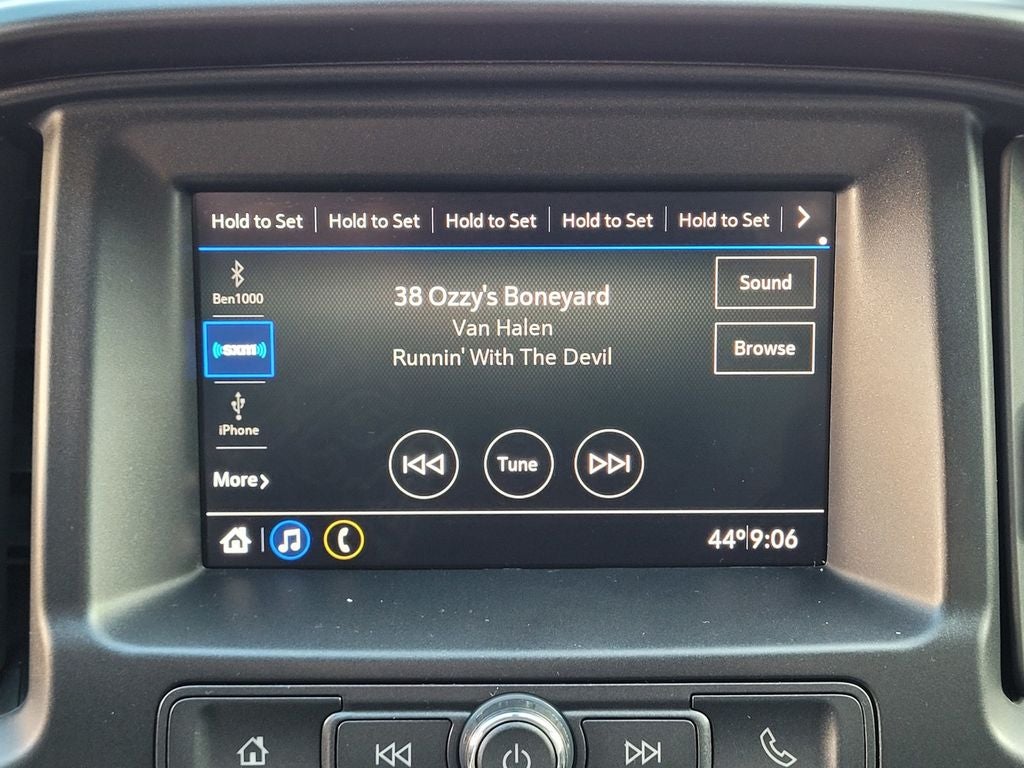 Hold to Set Hold to Set Hold to Set Hold to Set Hold to Set
Ben1000
38 Ozzy's Boneyard
Van Halen
Runnin' With The Devil
Sound
Browse
SXM
iPhone
More
Tune
44° 9:06